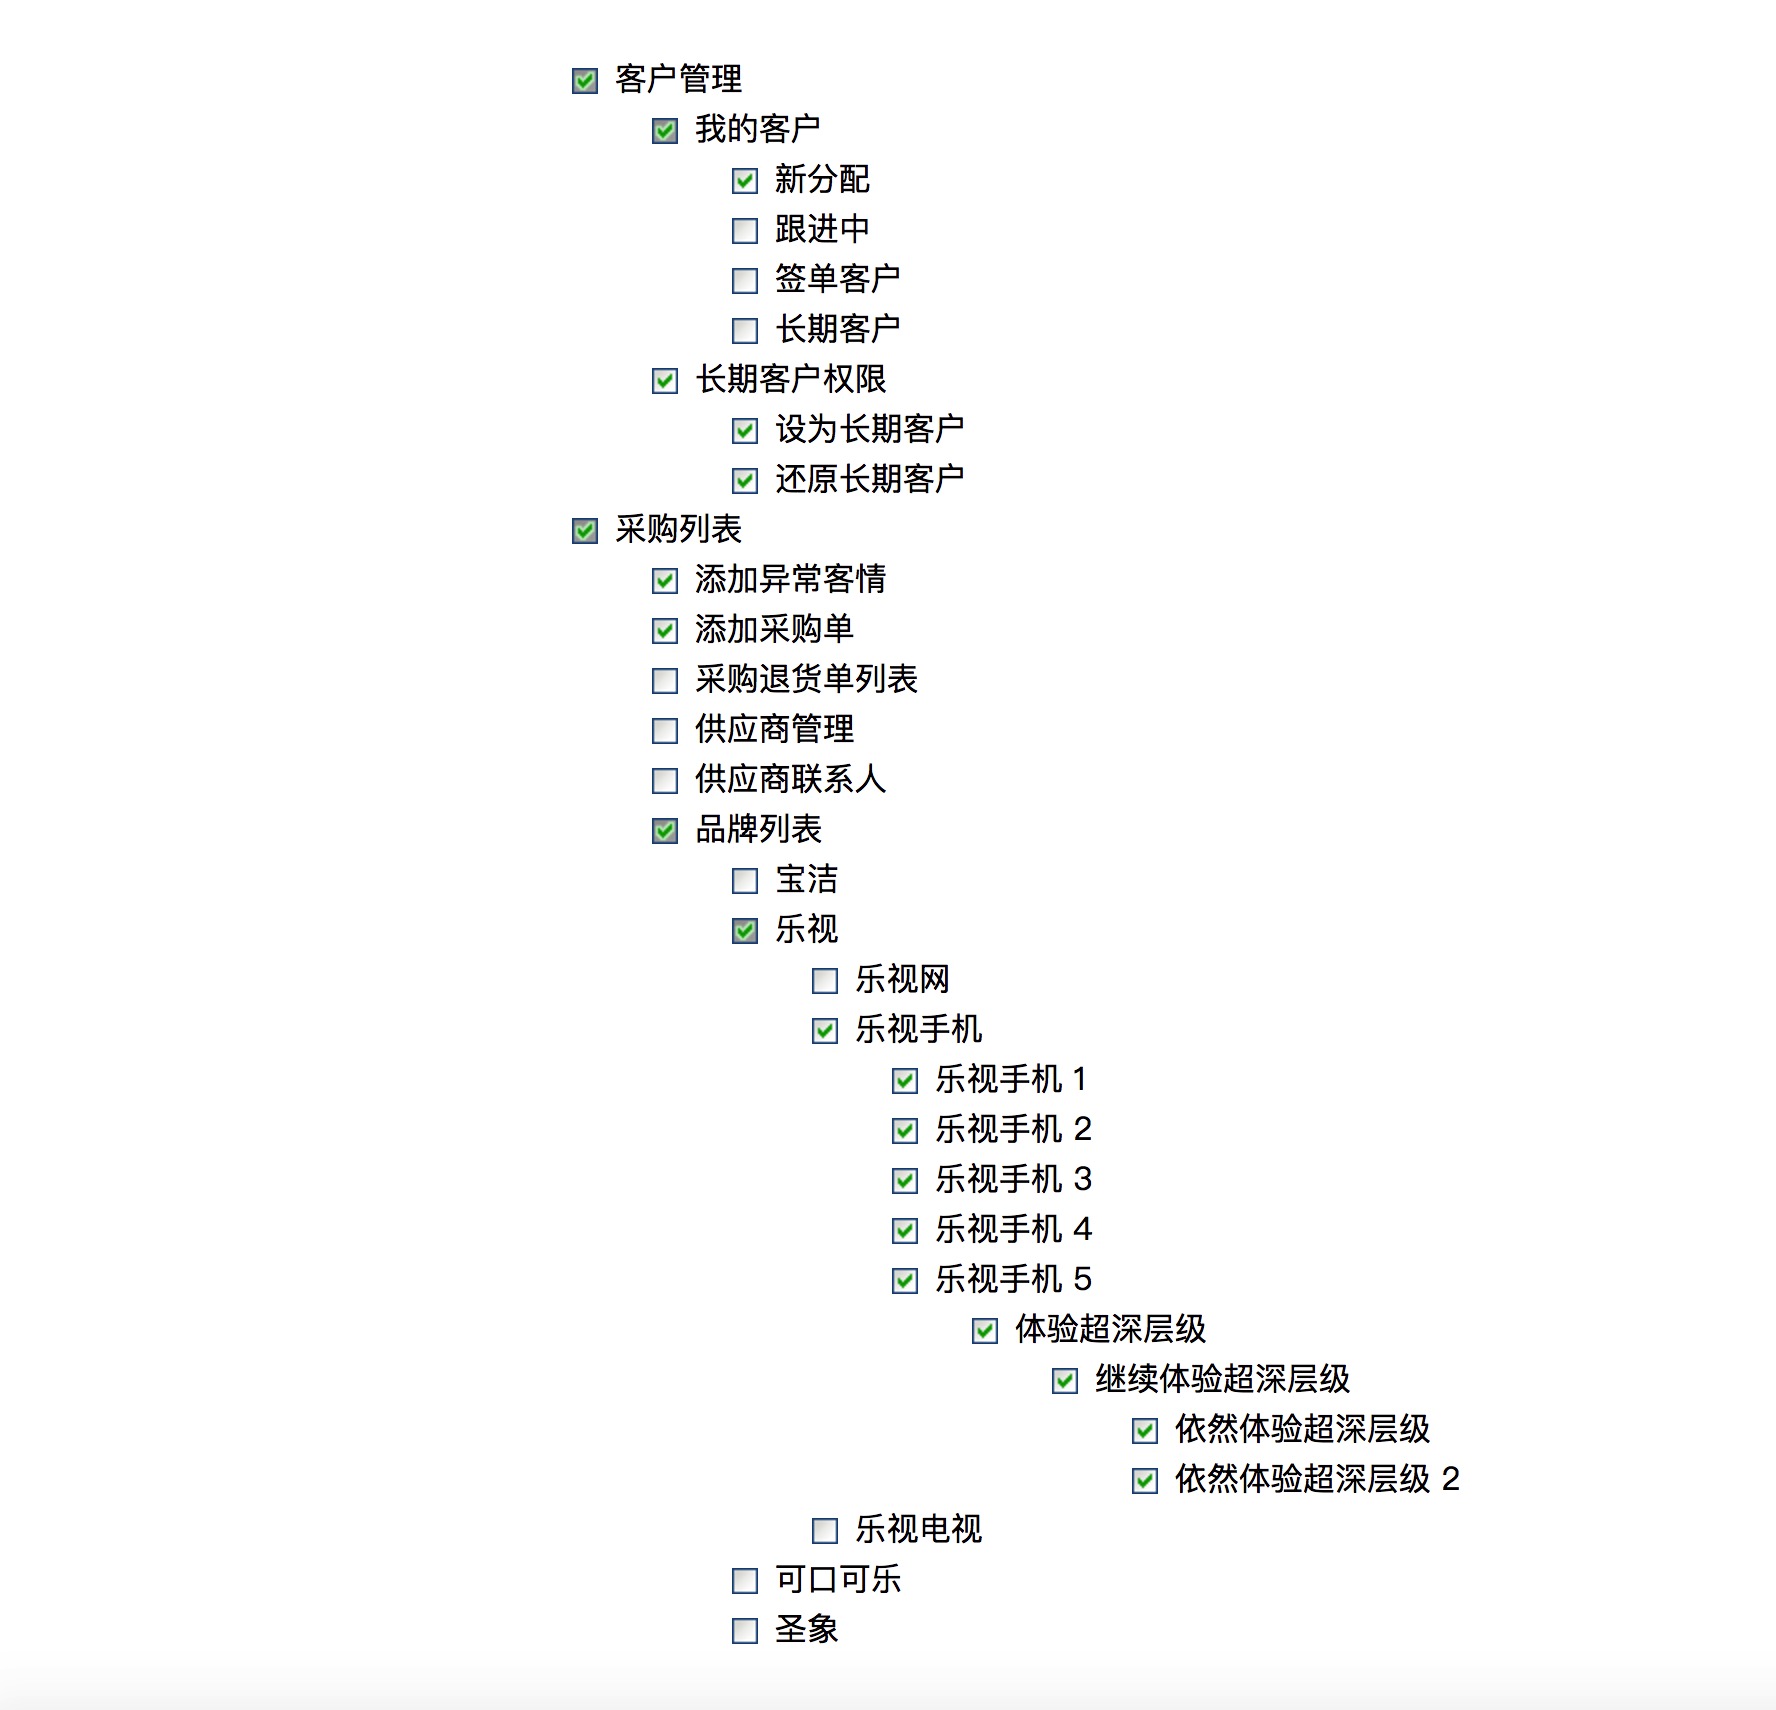 客户管理
我的客户
新分配
跟进中
签单客户
长期客户
长期客户权限
设为长期客户
还原长期客户
采购列表
添加异常客情
添加采购单
采购退货单列表
供应商管理
供应商联系人
品牌列表
宝洁
乐视
乐视网
乐视手机
乐视手机 1
乐视手机 2
乐视手机 3
乐视手机 4
乐视手机 5
体验超深层级
继续体验超深层级
依然体验超深层级
依然体验超深层级 2
乐视电视
可口可乐
圣象